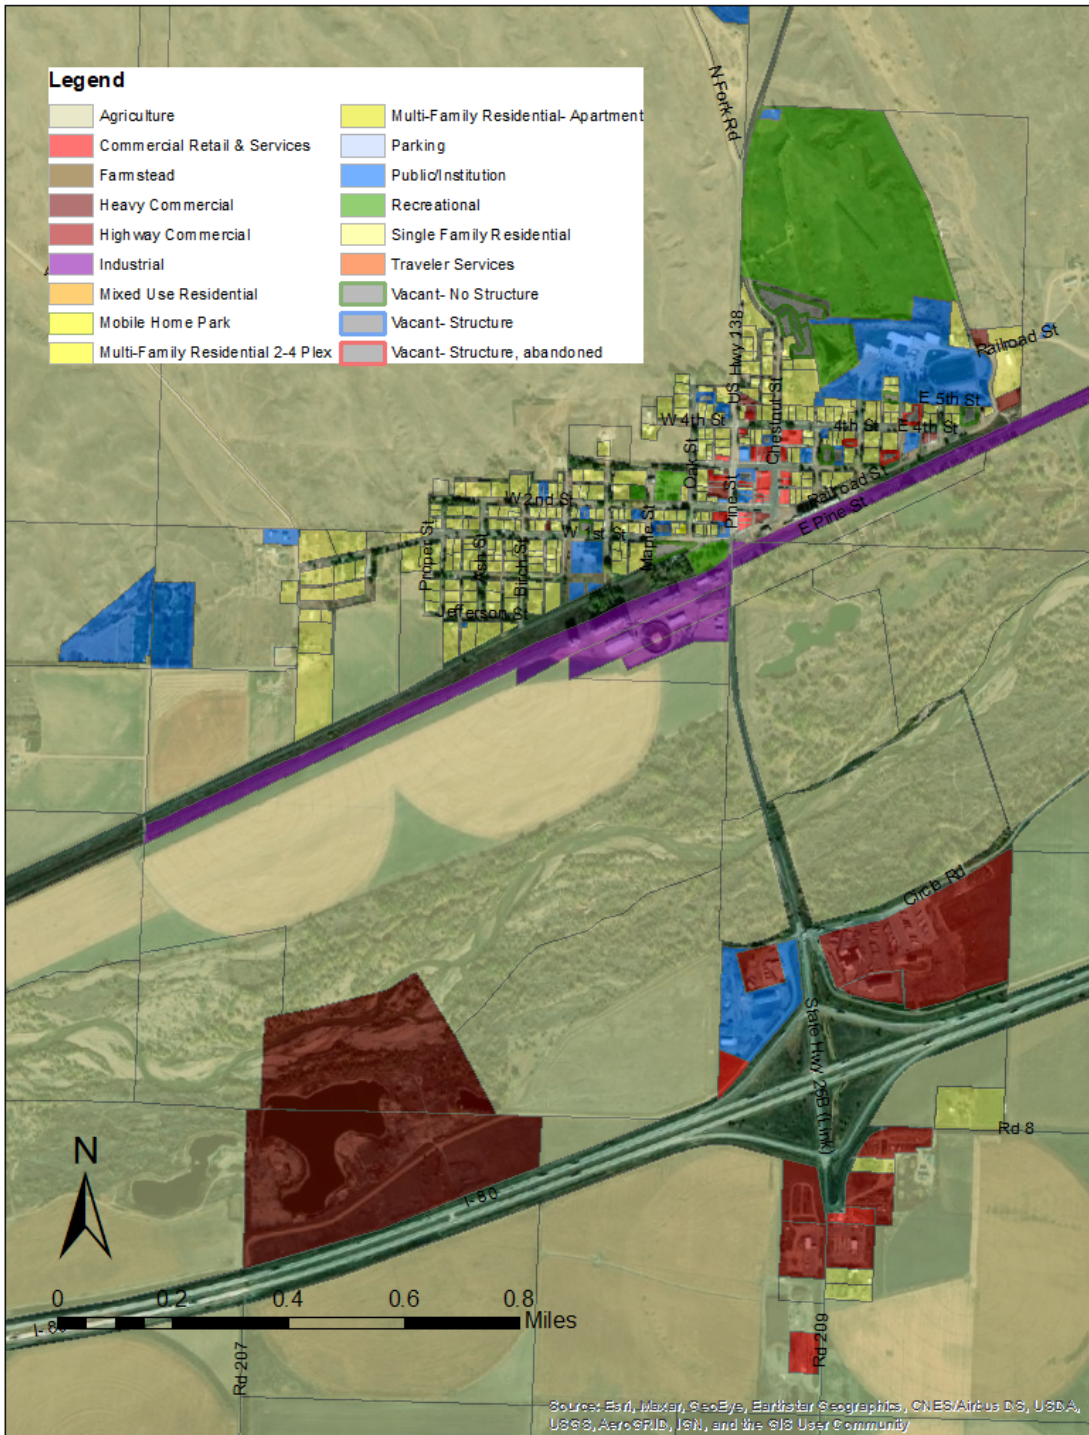 Legend
Agriculture
Commercial Retail & Services
Farmstead
Heavy Commercial
Highway Commercial
Industrial
Mixed Use Residential
Mobile Home Park
Multi-Family Residential 2-4 Plex
Multi-Family Residential- Apartment
Parking
Public/Institution
Recreational
Single Family Residential
Traveler Services
Vacant- No Structure
Vacant- Structure
Vacant- Structure, abandoned
N Fork Rd
US Hwy 138
Railroad St
Chestnut St
E 5th St
W 4th St
4th St
E 4th St
Oak St
Railroad St
W 2nd St
Pine St
E Pine St
W 1st St
Maple St
Proper St
Ash St
Birch St
Jefferson St
Circle Rd
State Hwy 25B (Link)
Rd 8
N
I- 80
0 0.2 0.4 0.6 0.8
Miles
I- 80
Rd 207
Rd 209
Source: Esri, Maxar, GeoEye, Earthstar Geographics, CNES/Airbus DS, USDA,
USGS, AeroGRID, IGN, and the GIS User Community